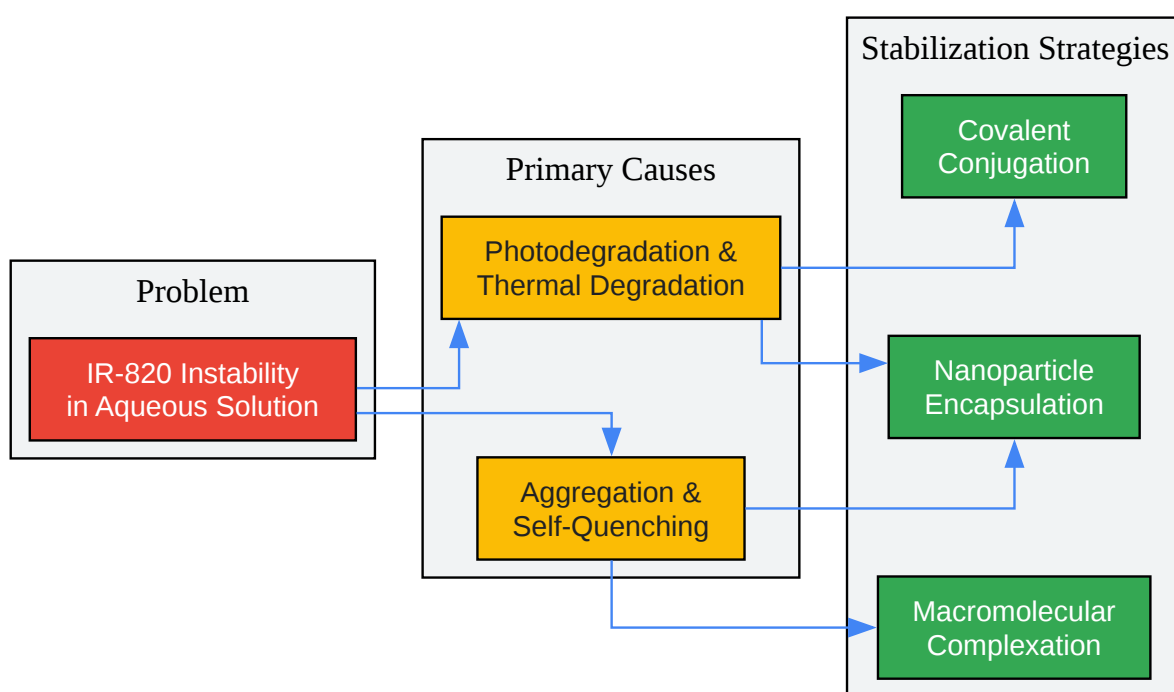 Problem
IR-820 Instability
in Aqueous Solution
Primary Causes
Photodegradation &
Thermal Degradation
Aggregation &
Self-Quenching
Stabilization Strategies
Covalent
Conjugation
Nanoparticle
Encapsulation
Macromolecular
Complexation